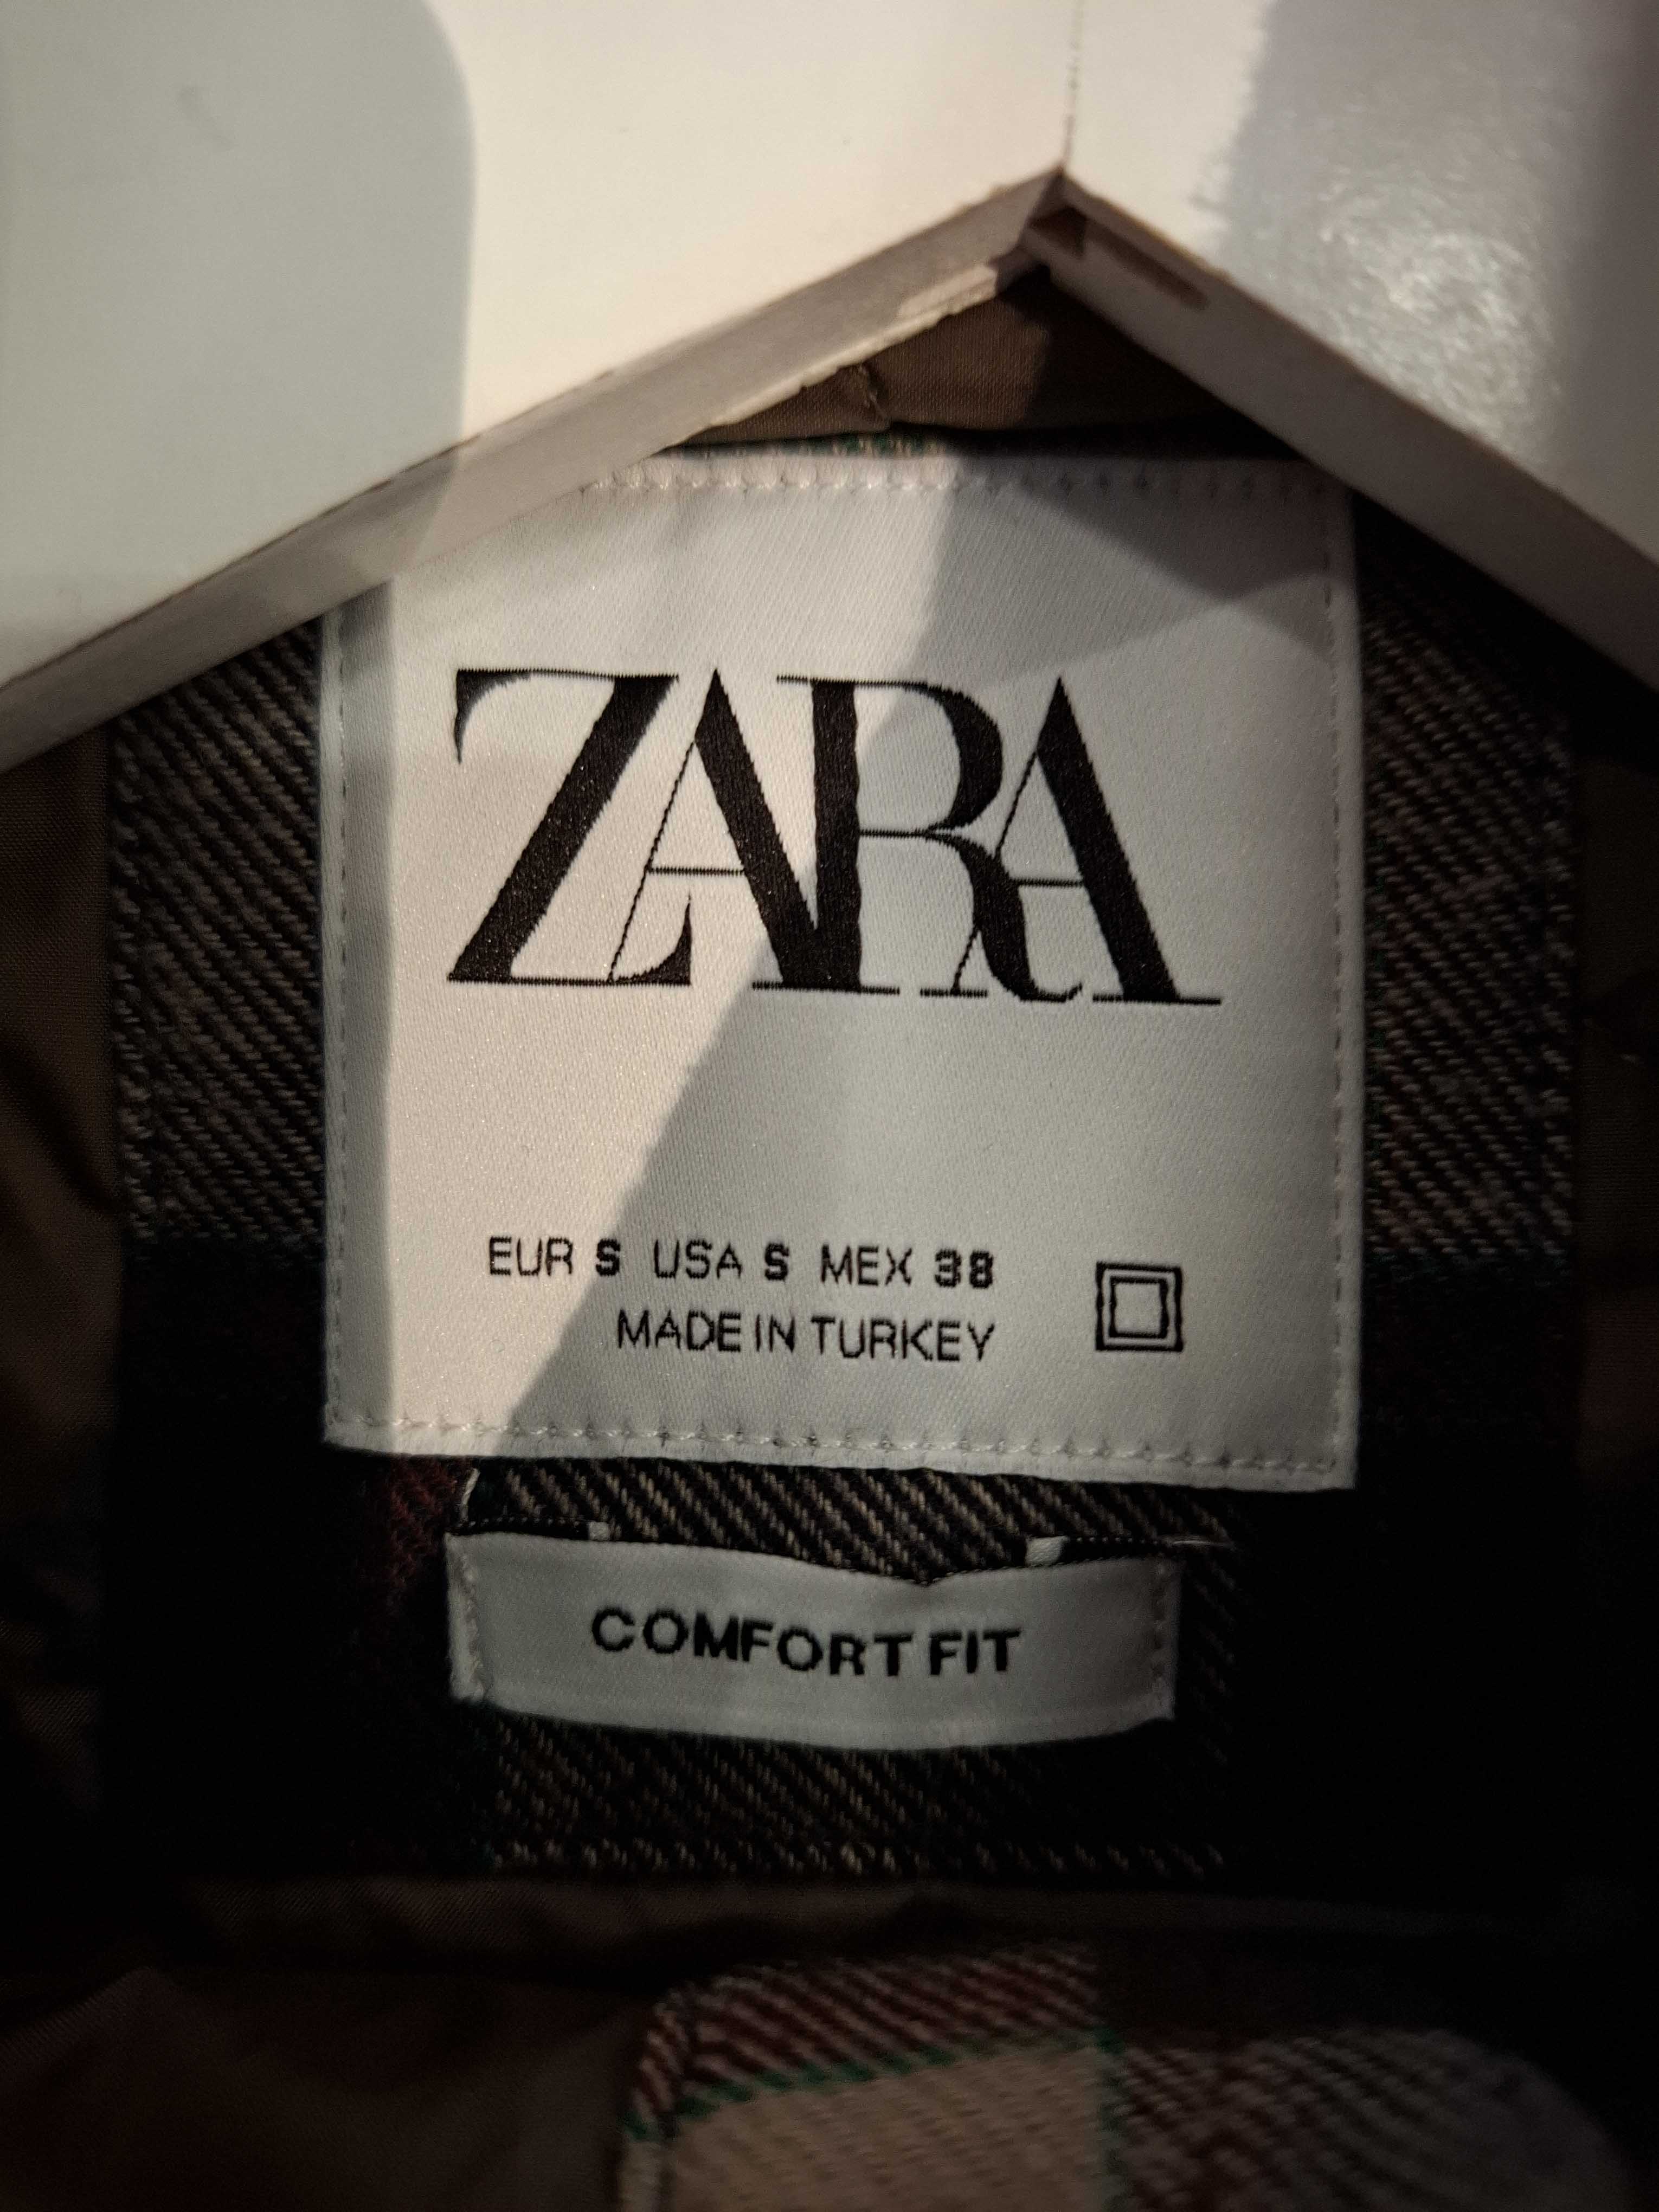 ZARA
EUR S USA S MEX 38
MADE IN TURKEY
COMFORT FIT